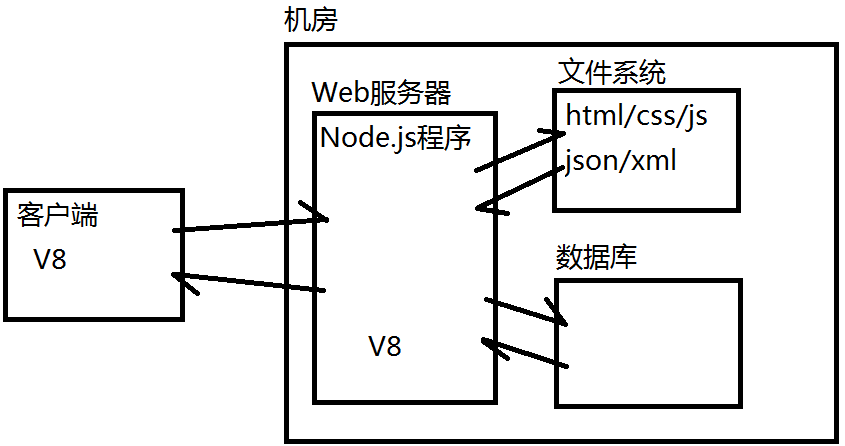 机房
文件系统
Web服务器
html/css/js
Node.js程序
json/xml
客户端
V8
数据库
V8